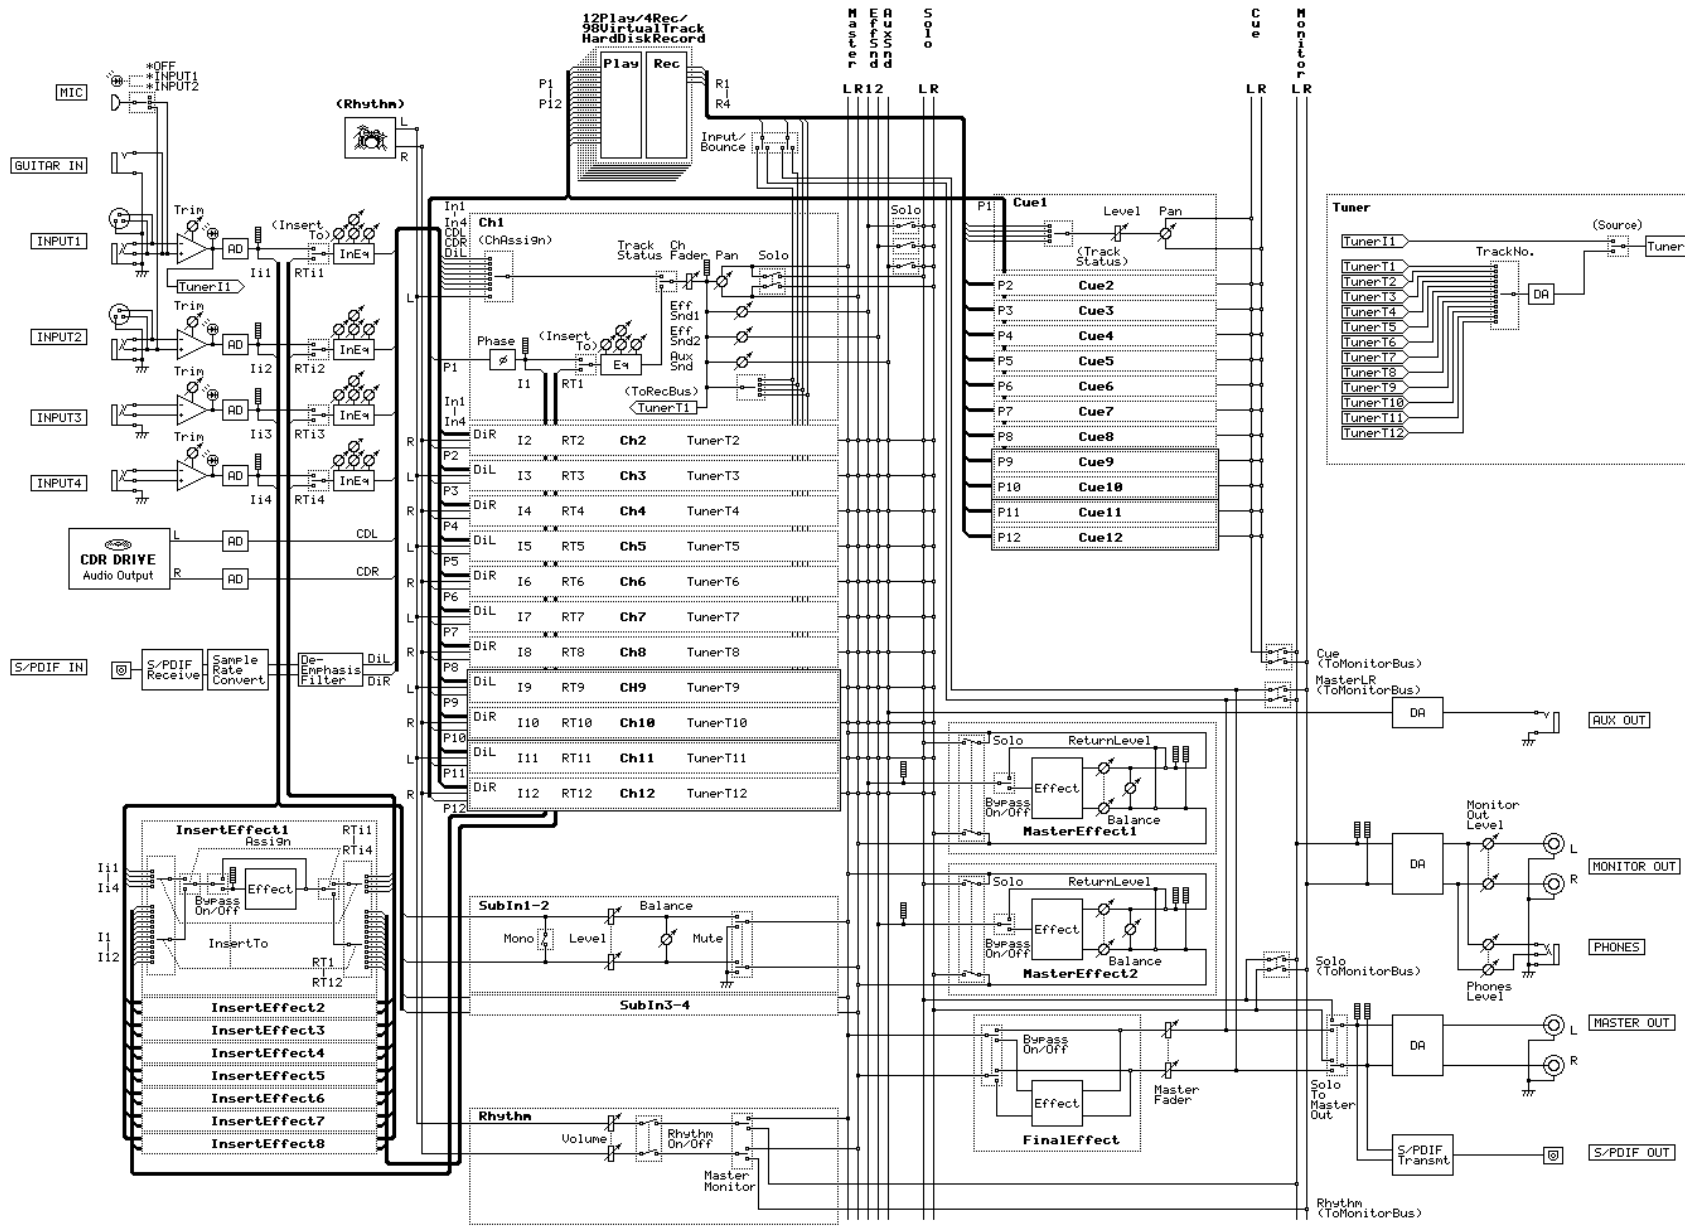 12Play/4Rec/
98VirtualTrack
HardDiskRecord
Play
Rec
P1
P12
R1
R4
Input/
Bounce
Master
EffSnd
AuxSnd
Solo
Cue
Monitor
LR12
LR
LR
LR
*OFF
*INPUT1
*INPUT2
MIC
GUITAR IN
INPUT1
Trim
AD
Ii1
(Insert
To)
RTi1
InEq
TunerI1
INPUT2
Trim
AD
Ii2
RTi2
InEq
INPUT3
Trim
AD
Ii3
RTi3
InEq
INPUT4
Trim
AD
Ii4
RTi4
InEq
CDR DRIVE
Audio Output
L
R
AD
AD
CDL
CDR
S/PDIF IN
S/PDIF
Receive
Sample
Rate
Convert
De-
Emphasis
Filter
DiL
DiR
(Rhythm)
L
R
In1
In4
CDL
CDR
DiL
L
Ch1
(ChAssign)
Track
Status
Ch
Fader
Pan
Solo
Solo
Eff
Snd1
Eff
Snd2
Aux
Snd
Phase
ø
(Insert
To)
P1
I1
RT1
Eq
(ToRecBus)
TunerT1
In1
In4
R
DiR
P2
I2
RT2
Ch2
TunerT2
L
DiL
P3
I3
RT3
Ch3
TunerT3
R
DiR
P4
I4
RT4
Ch4
TunerT4
L
DiL
P5
I5
RT5
Ch5
TunerT5
R
DiR
P6
I6
RT6
Ch6
TunerT6
L
DiL
P7
I7
RT7
Ch7
TunerT7
R
DiR
P8
I8
RT8
Ch8
TunerT8
L
DiL
P9
I9
RT9
CH9
TunerT9
R
DiR
P10
I10
RT10
Ch10
TunerT10
L
DiL
P11
I11
RT11
Ch11
TunerT11
R
DiR
P12
I12
RT12
Ch12
TunerT12
P1
Cue1
Level
Pan
(Track
Status)
P2 Cue2
P3 Cue3
P4 Cue4
P5 Cue5
P6 Cue6
P7 Cue7
P8 Cue8
P9 Cue9
P10 Cue10
P11 Cue11
P12 Cue12
Tuner
(Source)
Tuner
TrackNo.
DA
TunerI1
TunerT1
TunerT2
TunerT3
TunerT4
TunerT5
TunerT6
TunerT7
TunerT8
TunerT9
TunerT10
TunerT11
TunerT12
Cue
(ToMonitorBus)
MasterLR
(ToMonitorBus)
DA
AUX OUT
Solo
ReturnLevel
Effect
Bypass
On/Off
Balance
MasterEffect1
Solo
ReturnLevel
Effect
Bypass
On/Off
Balance
MasterEffect2
Monitor
Out
Level
DA
L
R
MONITOR OUT
PHONES
Phones
Level
Solo
(ToMonitorBus)
Bypass
On/Off
Effect
FinalEffect
Master
Fader
Solo
To
Master
Out
DA
L
R
MASTER OUT
S/PDIF
Transmt
S/PDIF OUT
Rhythm
(ToMonitorBus)
InsertEffect1
Assign
RTi1
RTi4
Ii1
Ii4
Effect
Bypass
On/Off
I1
I12
InsertTo
RT1
RT12
InsertEffect2
InsertEffect3
InsertEffect4
InsertEffect5
InsertEffect6
InsertEffect7
InsertEffect8
SubIn1-2
Mono
Level
Balance
Mute
SubIn3-4
Rhythm
Volume
Rhythm
On/Off
Master
Monitor